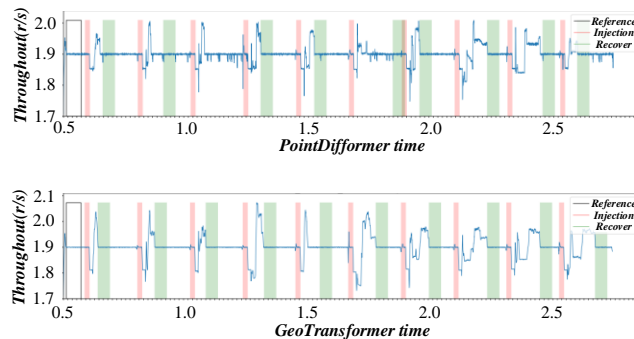 Throughout(r/s)
2.0
1.9
1.8
1.7
Reference
Injection
Recover
0.5
1.0
1.5
2.0
2.5
PointDifformer time
Throughout(r/s)
2.1
2.0
1.9
1.8
1.7
Reference
Injection
Recover
0.5
1.0
1.5
2.0
2.5
GeoTransformer time